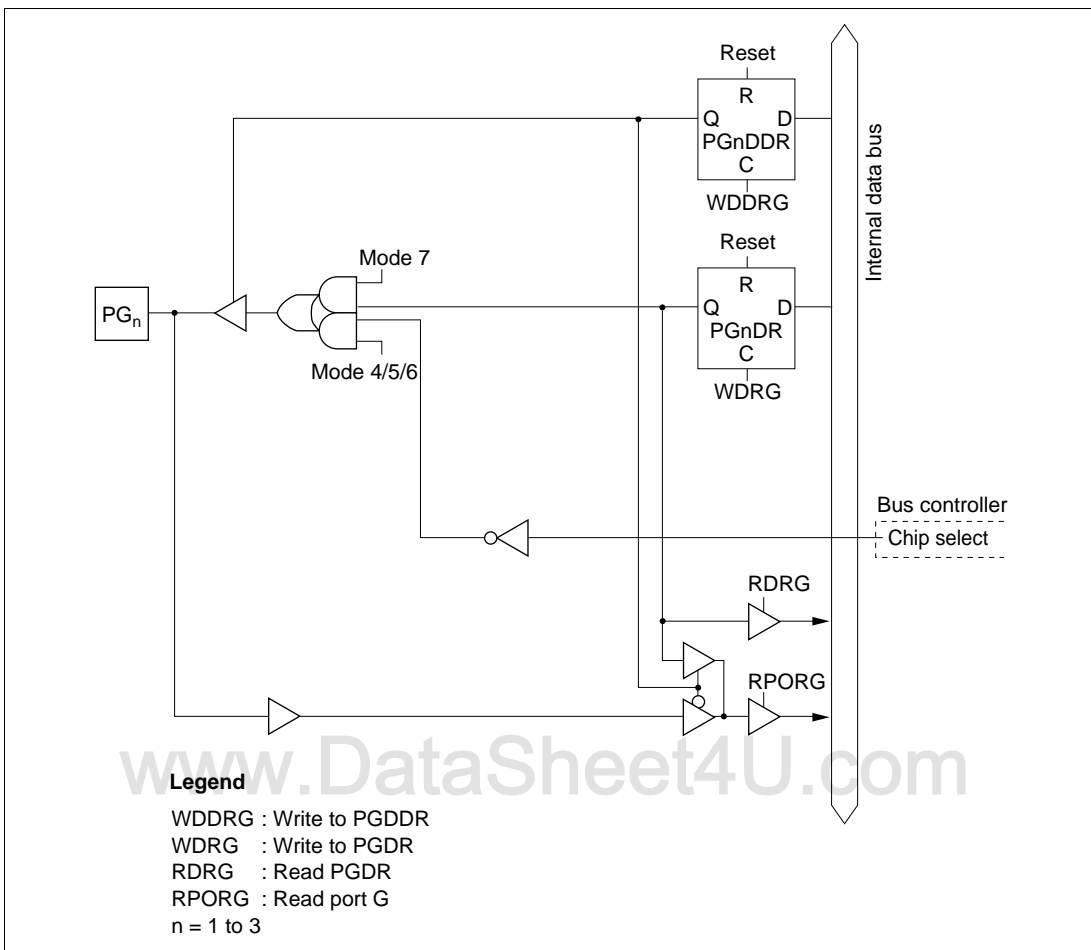 Reset
R
Q D
PGnDDR
C
WDDRG
Internal data bus
Reset
R
Q D
PGnDR
C
WDRG
Mode 7
PGn
Mode 4/5/6
Bus controller
Chip select
RDRG
RPORG
www.DataSheet4U.com
Legend
WDDRG : Write to PGDDR
WDRG : Write to PGDR
RDRG : Read PGDR
RPORG : Read port G
n = 1 to 3